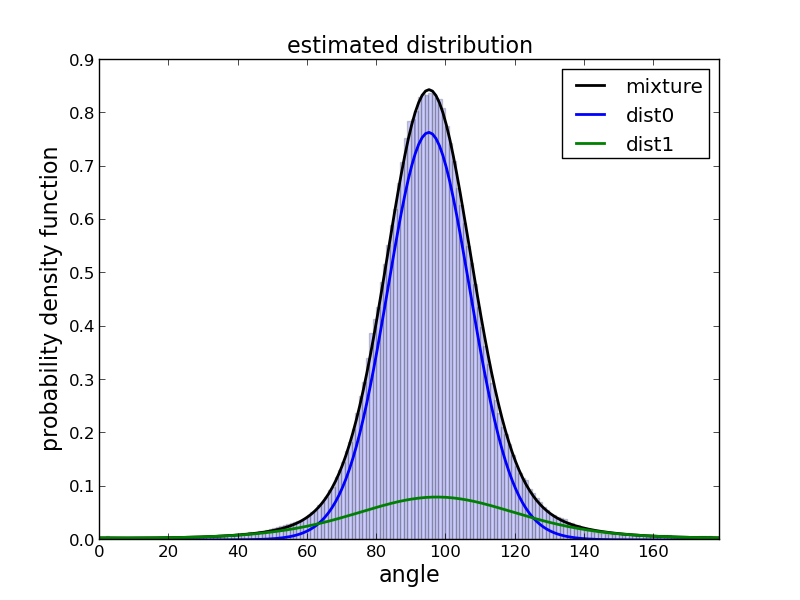 estimated distribution
0.9
0.8
0.7
0.6
0.5
0.4
0.3
0.2
0.1
0.0
probability density function
mixture
dist0
dist1
0 20 40 60 80 100 120 140 160
angle